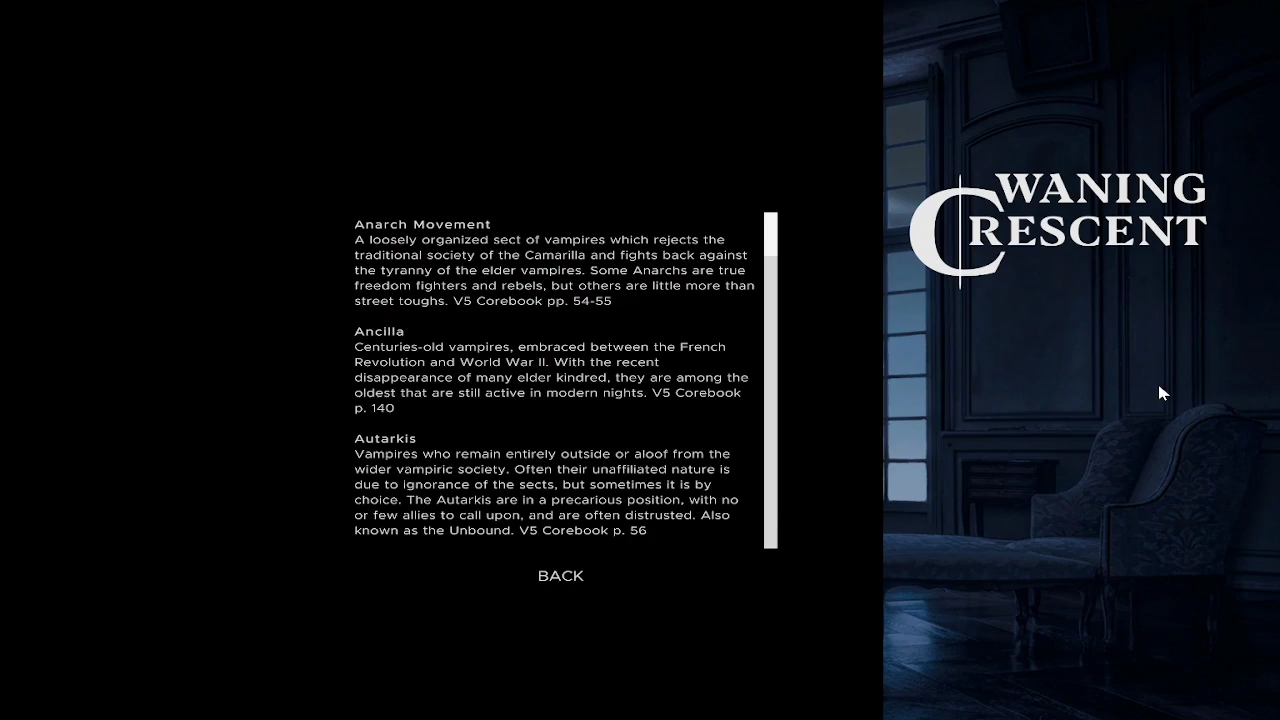 Anarch Movement
A loosely organized sect of vampires which rejects the
traditional society of the Camarilla and fights back against
the tyranny of the elder vampires. Some Anarchs are true
freedom fighters and rebels, but others are little more than
street toughs. V5 Corebook pp. 54-55
Ancilla
Centuries-old vampires, embraced between the French
Revolution and World War II. With the recent
disappearance of many elder kindred, they are among the
oldest that are still active in modern nights. V5 Corebook
p. 140
Autarkis
Vampires who remain entirely outside or aloof from the
wider vampiric society. Often their unaffiliated nature is
due to ignorance of the sects, but sometimes it is by
choice. The Autarkis are in a precarious position, with no
or few allies to call upon, and are often distrusted. Also
known as the Unbound. V5 Corebook p. 56
BACK
WANING
CRESCENT